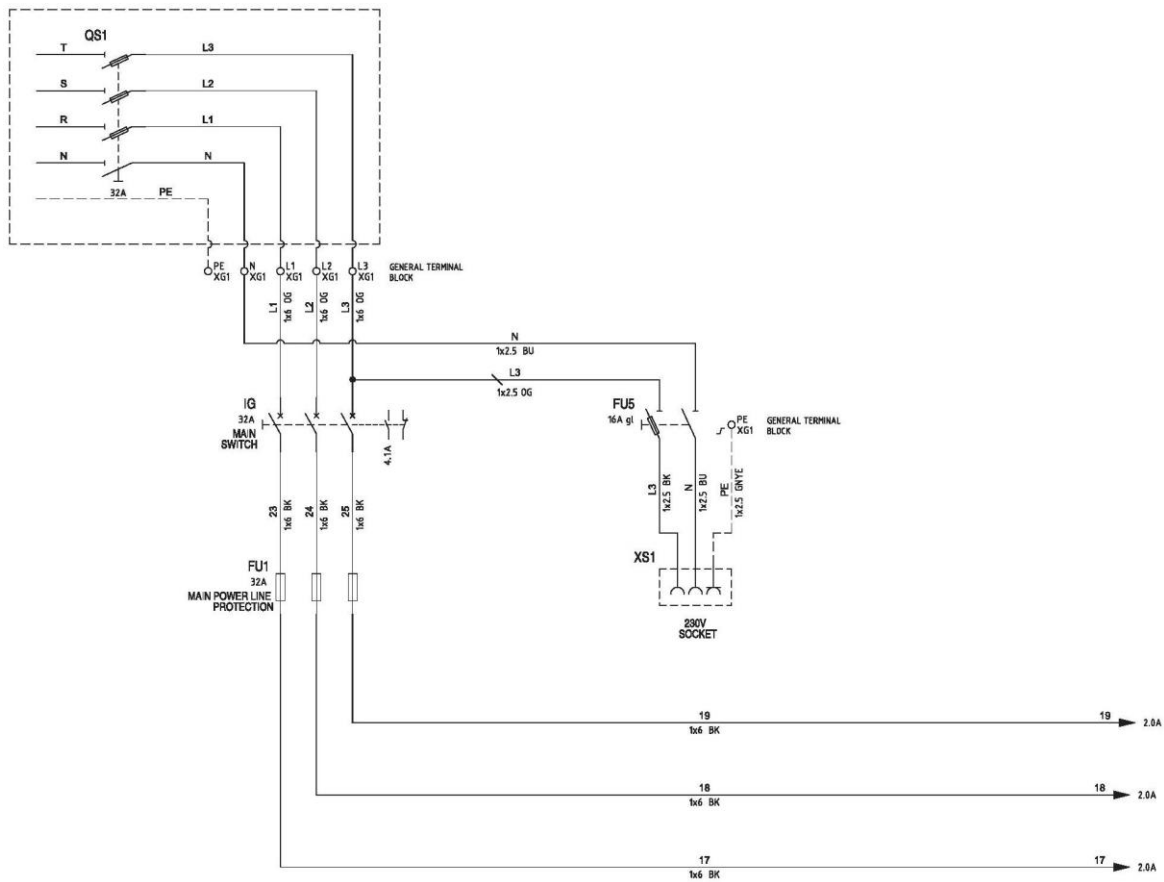 QS1
T
L3
S
L2
R
L1
N
N
32A
PE
PE
XG1
N
XG1
L1
XG1
L2
XG1
L3
XG1
GENERAL TERMINAL
BLOCK
L1
1x6 OG
L2
1x6 OG
L3
1x6 OG
N
1x2.5 BU
L3
1x2.5 OG
IG
32A
MAIN
SWITCH
4.1A
FU5
16A gl
PE
XG1
GENERAL TERMINAL
BLOCK
L3
1x2.5 BK
N
1x2.5 BU
PE
1x2.5 GNYE
23
1x6 BK
24
1x6 BK
25
1x6 BK
FU1
32A
MAIN POWER LINE
PROTECTION
XS1
230V
SOCKET
19
1x6 BK
19
2.0A
18
1x6 BK
18
2.0A
17
1x6 BK
17
2.0A